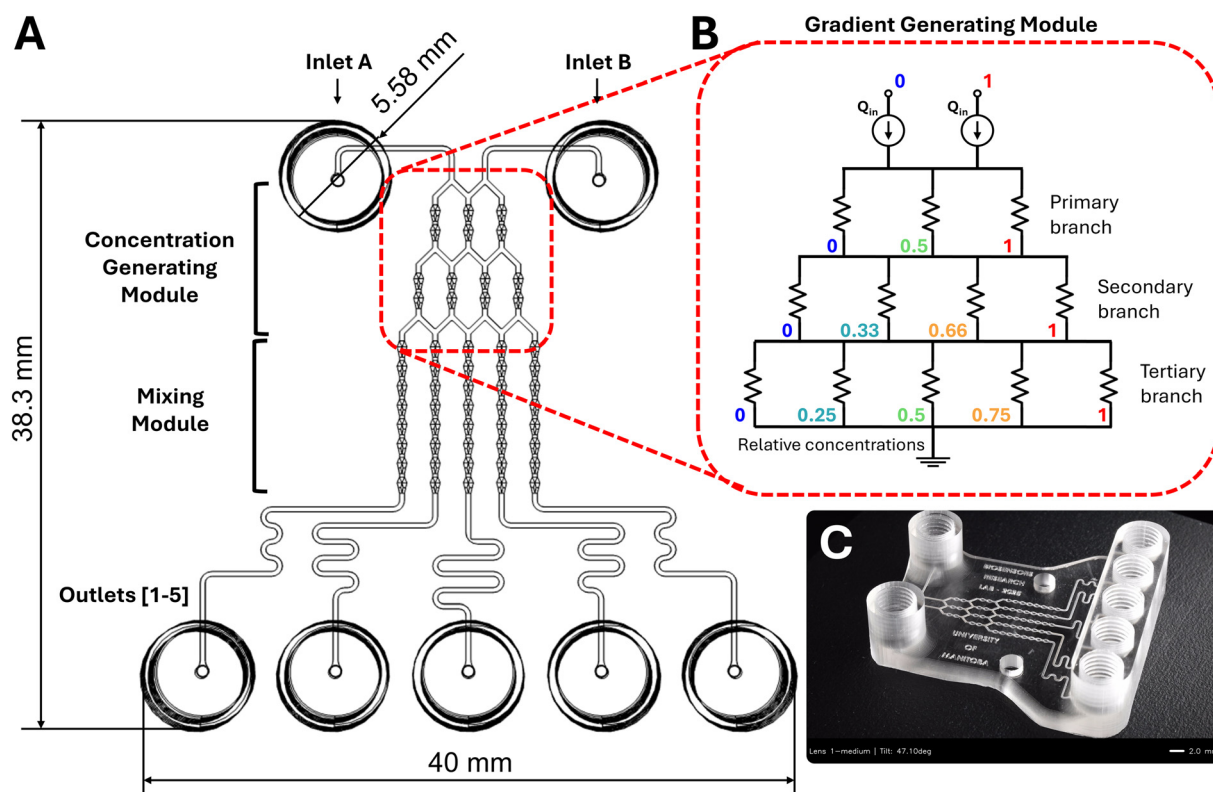 A
Inlet A
Inlet B
5.58 mm
38.3 mm
Concentration
Generating
Module
Mixing
Module
Outlets [1-5]
40 mm
B
Gradient Generating Module
0
1
Qin
Qin
Primary
branch
0
0.5
1
Secondary
branch
0
0.33
0.66
1
Tertiary
branch
0
0.25
0.5
0.75
1
Relative concentrations
C
RESEARCH
UNIVERSITY
OF
MANITOBA
Lens 1-medium | Tilt: 47.10deg
2.0